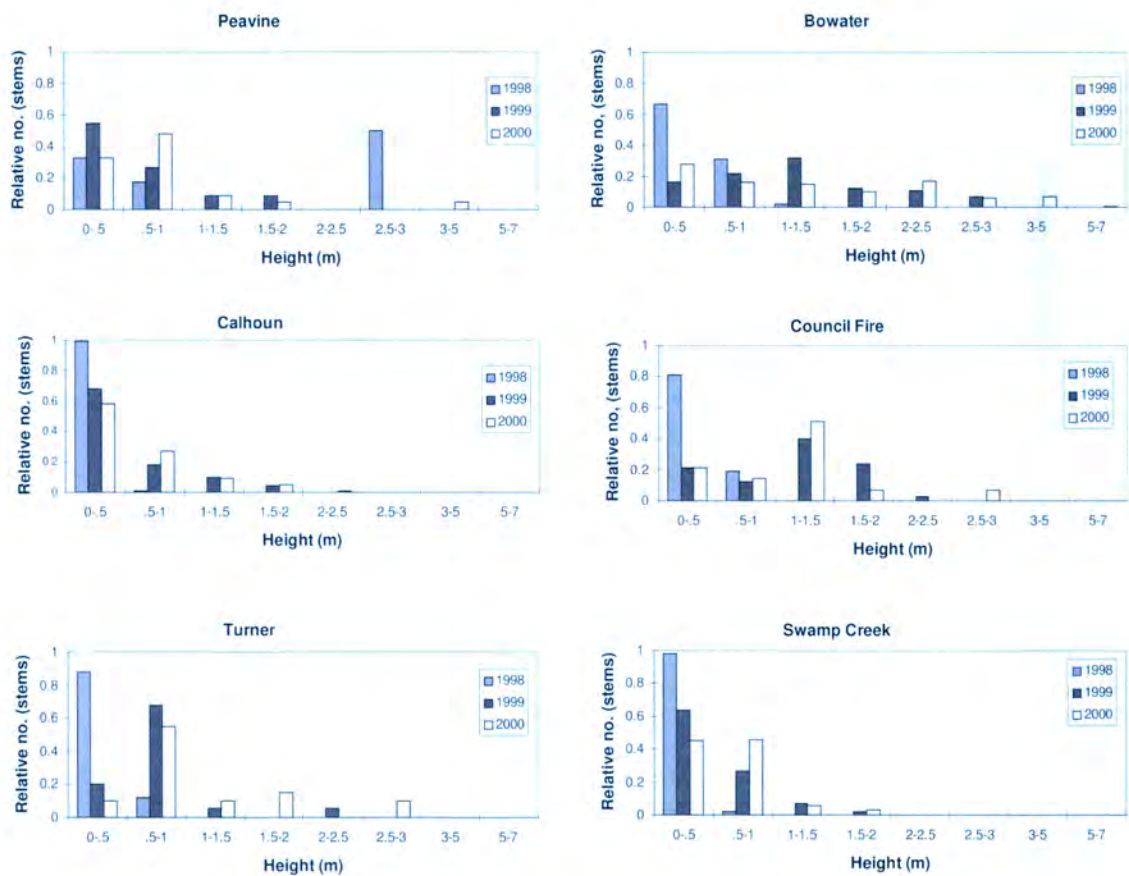 Peavine
Relative no. (stems)
1
0.8
0.6
0.4
0.2
0
1998
1999
2000
0-.5 .5-1 1-1.5 1.5-2 2-2.5 2.5-3 3-5 5-7
Height (m)
Bowater
Relative no, (stems)
1
0.8
0.6
0.4
0.2
0
1998
1999
2000
0-.5 .5-1 1-1.5 1.5-2 2-2.5 2.5-3 3-5 5-7
Height (m)
Calhoun
Relative no. (stems)
1
0.8
0.6
0.4
0.2
0
1998
1999
2000
0-.5 .5-1 1-1.5 1.5-2 2-2.5 2.5-3 3-5 5-7
Height (m)
Council Fire
Relative no, (stems)
1
0.8
0.6
0.4
0.2
0
1998
1999
2000
0-.5 .5-1 1-1.5 1.5-2 2-2.5 2.5-3 3-5 5-7
Height (m)
Turner
Relative no. (stems)
1
0.8
0.6
0.4
0.2
0
1998
1999
2000
0-.5 .5-1 1-1.5 1.5-2 2-2.5 2.5-3 3-5 5-7
Height (m)
Swamp Creek
Relative no. (stems)
1
0.8
0.6
0.4
0.2
0
1998
1999
2000
0-.5 .5-1 1-1.5 1.5-2 2-2.5 2.5-3 3-5 5-7
Height (m)